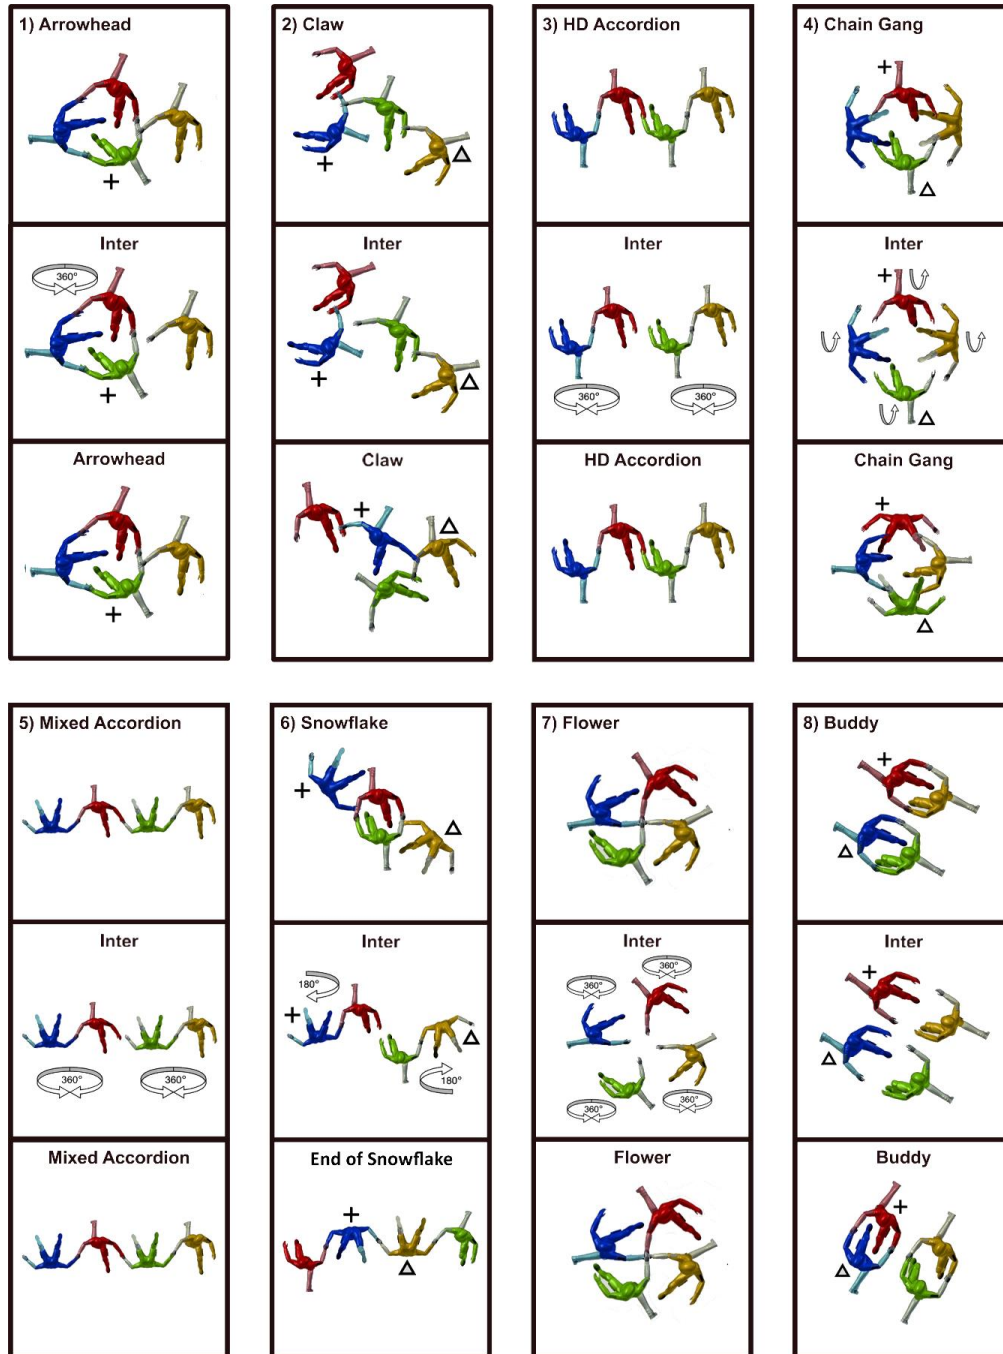 1) Arrowhead
+
Inter
360°
+
Arrowhead
+
2) Claw
+
△
Inter
+
△
Claw
+
△
3) HD Accordion
Inter
360°
360°
HD Accordion
4) Chain Gang
+
△
Inter
+
△
Chain Gang
+
△
5) Mixed Accordion
Inter
360°
360°
Mixed Accordion
6) Snowflake
+
△
Inter
180°
+
△
180°
End of Snowflake
+
△
7) Flower
Inter
360°
360°
360°
360°
Flower
8) Buddy
+
△
Inter
+
△
Buddy
+
△